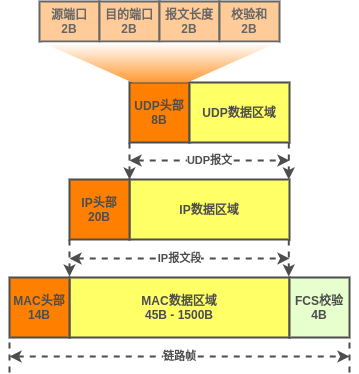 源端口 目的端口 报文长度 校验和
2B 2B 2B 2B
UDP头部 UDP数据区域
8B
UDP报文
IP头部 IP数据区域
20B
IP报文段
MAC头部 MAC数据区域 FCS校验
14B 45B - 1500B 4B
链路帧